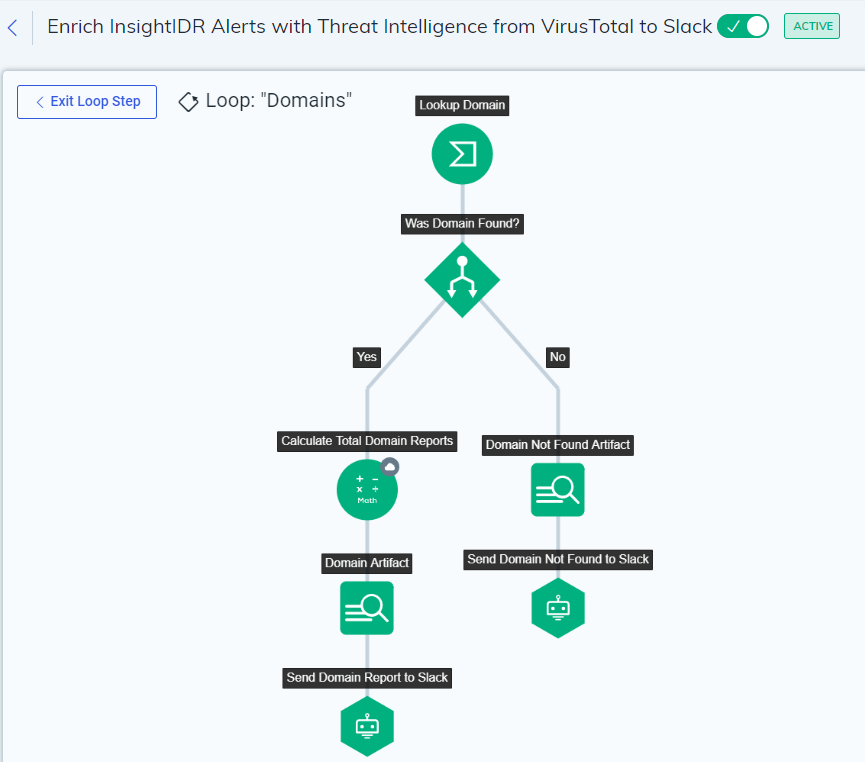 Enrich InsightIDR Alerts with Threat Intelligence from VirusTotal to Slack
ACTIVE
Exit Loop Step
Loop: "Domains"
Lookup Domain
Was Domain Found?
Yes
No
Calculate Total Domain Reports
Domain Not Found Artifact
+ −
× ÷
Math
Domain Artifact
Send Domain Not Found to Slack
Send Domain Report to Slack